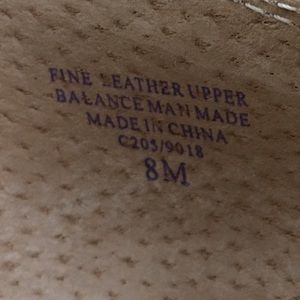 FINE LEATHER UPPER
BALANCE MAN MADE
MADE IN CHINA
C205/9018
8M